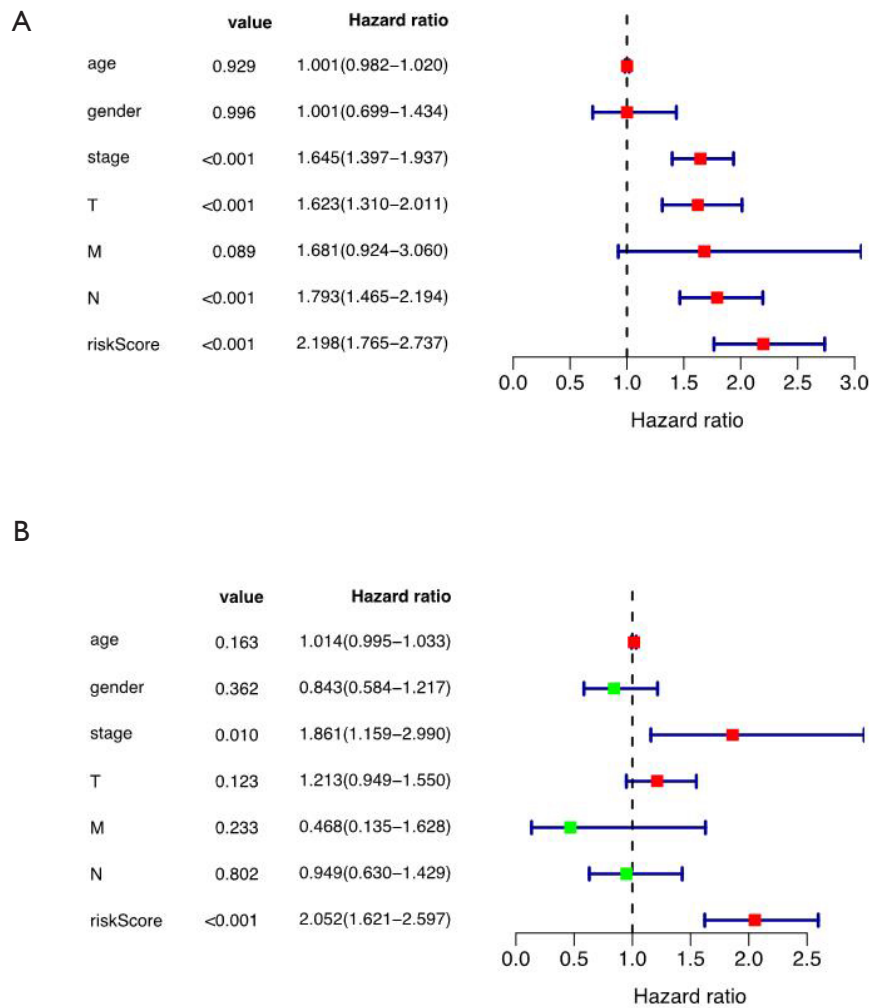 A
value Hazard ratio
age 0.929 1.001(0.982−1.020)
gender 0.996 1.001(0.699−1.434)
stage <0.001 1.645(1.397−1.937)
T <0.001 1.623(1.310−2.011)
M 0.089 1.681(0.924−3.060)
N <0.001 1.793(1.465−2.194)
riskScore <0.001 2.198(1.765−2.737)
0.0 0.5 1.0 1.5 2.0 2.5 3.0
Hazard ratio
B
value Hazard ratio
age 0.163 1.014(0.995−1.033)
gender 0.362 0.843(0.584−1.217)
stage 0.010 1.861(1.159−2.990)
T 0.123 1.213(0.949−1.550)
M 0.233 0.468(0.135−1.628)
N 0.802 0.949(0.630−1.429)
riskScore <0.001 2.052(1.621−2.597)
0.0 0.5 1.0 1.5 2.0 2.5
Hazard ratio